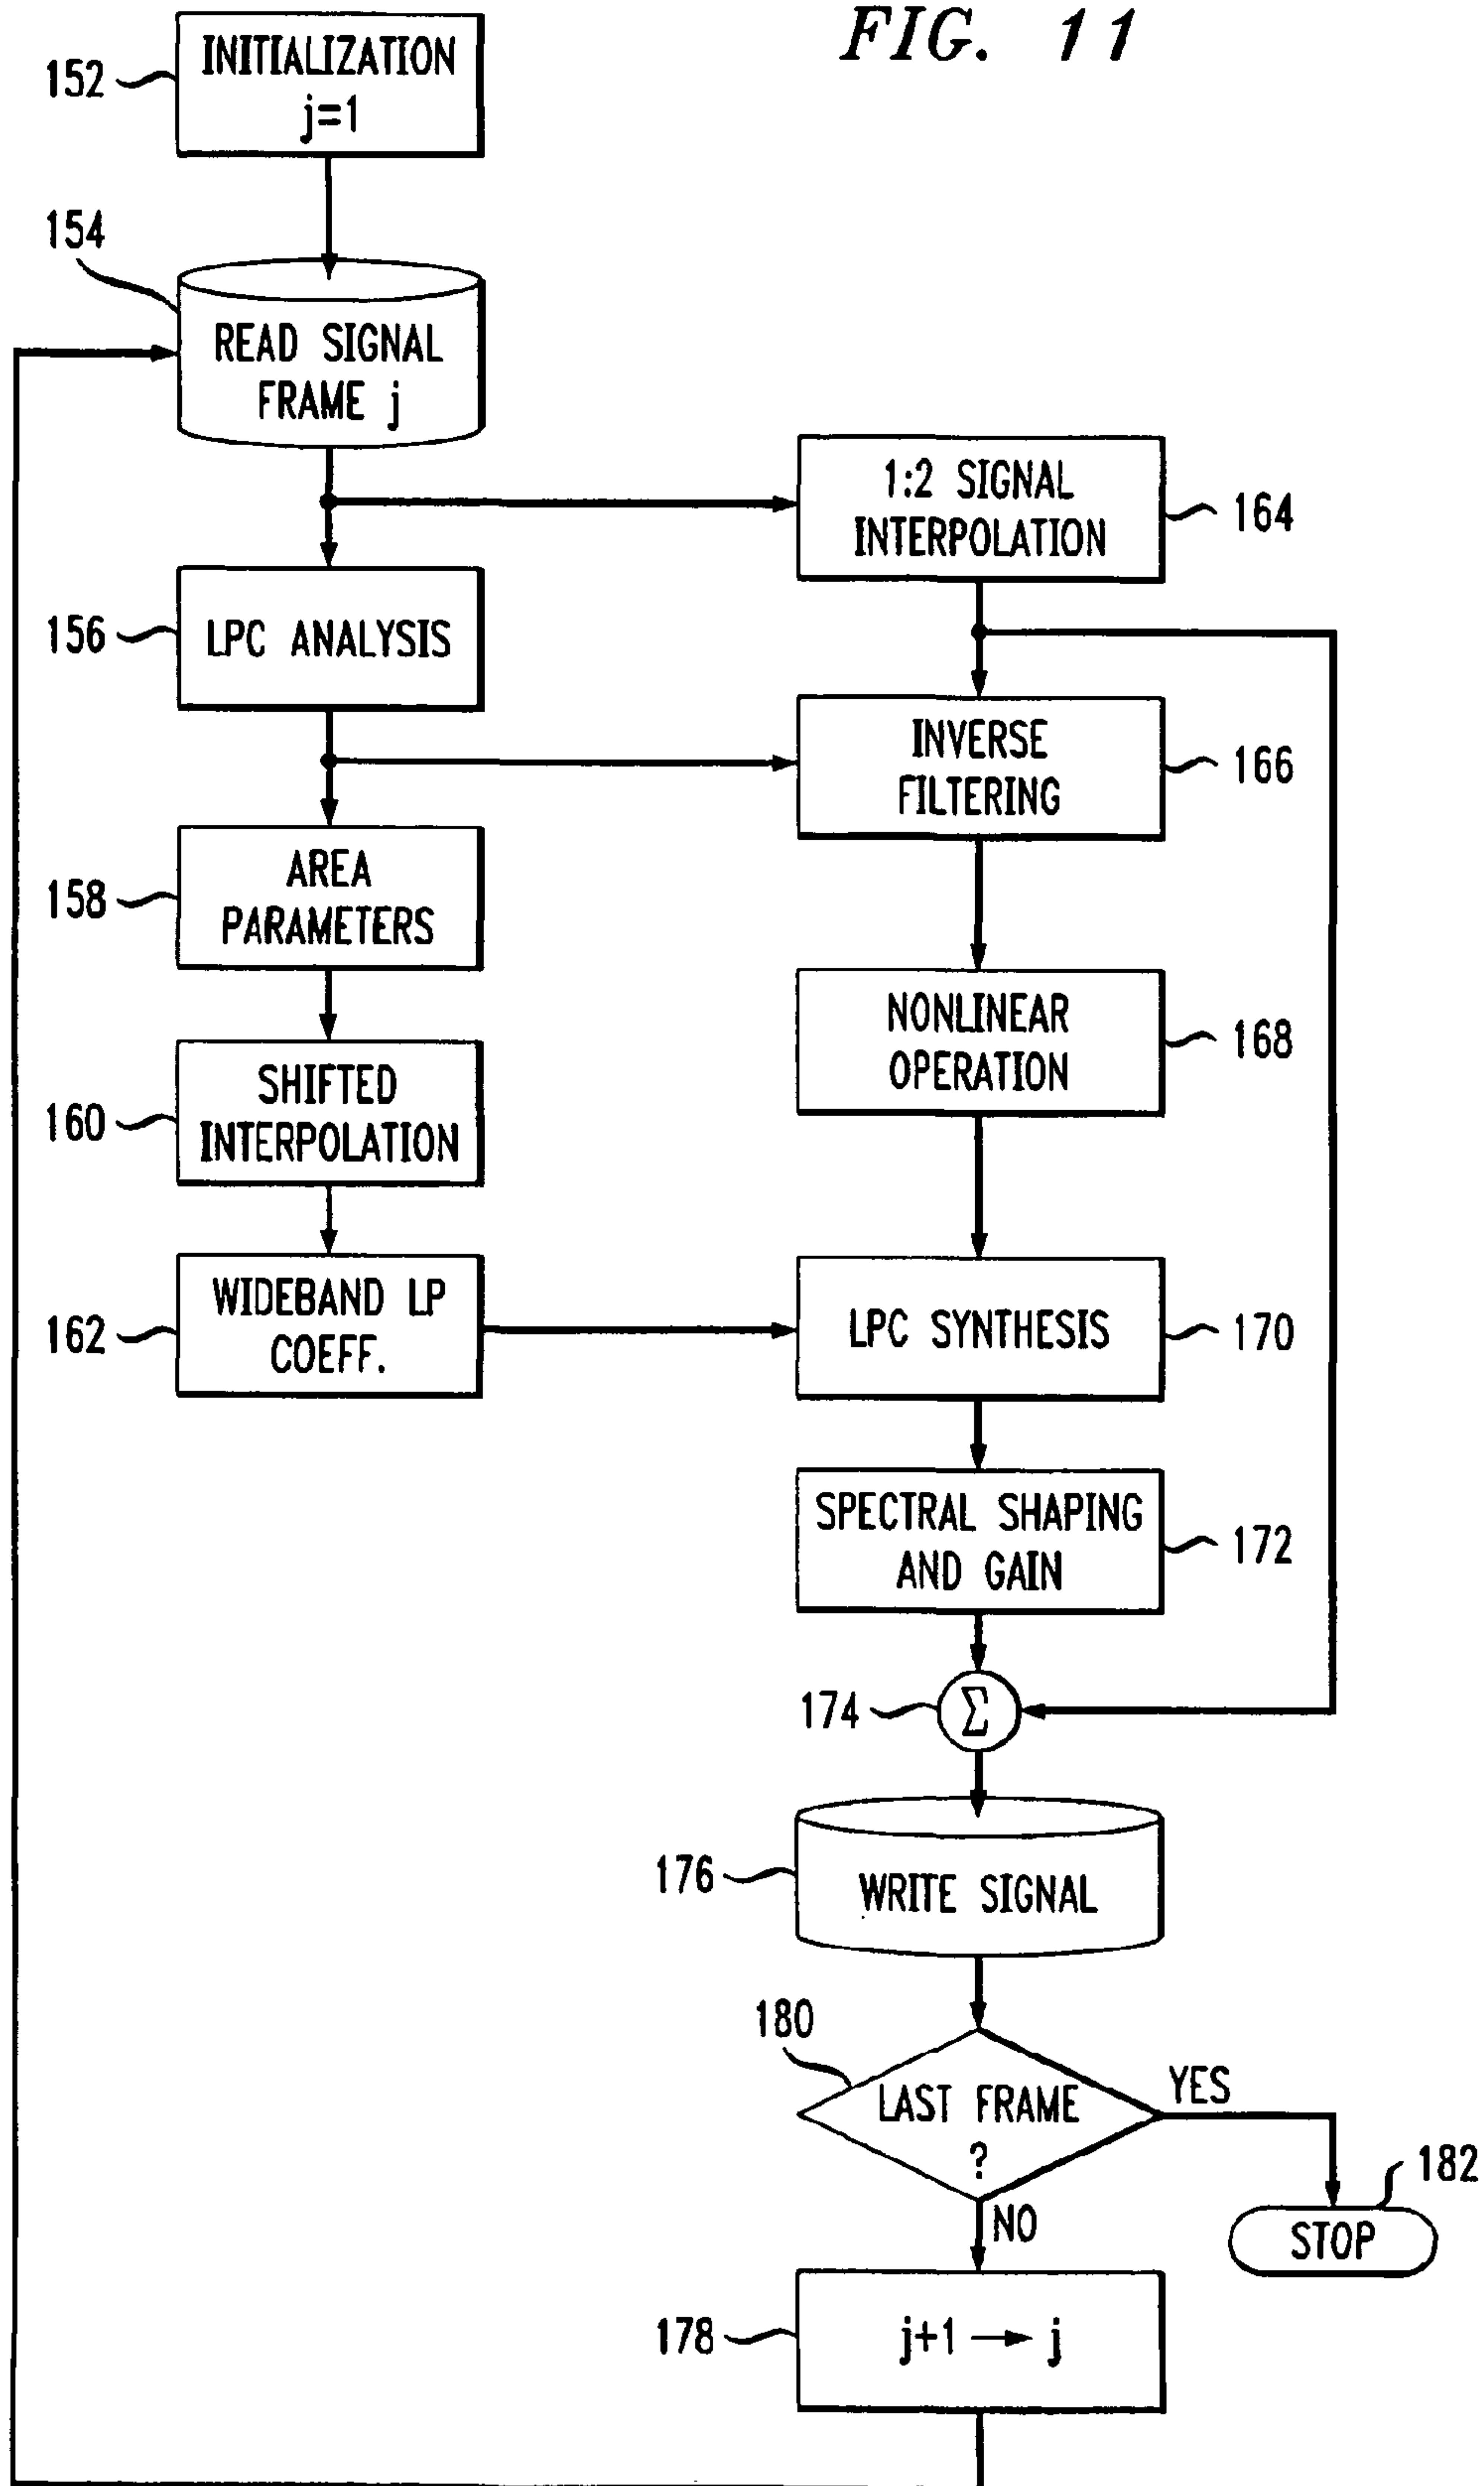 FIG. 11
152
INITIALIZATION
j=1
154
READ SIGNAL
FRAME j
1:2 SIGNAL
INTERPOLATION
164
156
LPC ANALYSIS
INVERSE
FILTERING
166
158
AREA
PARAMETERS
NONLINEAR
OPERATION
168
160
SHIFTED
INTERPOLATION
162
WIDEBAND LP
COEFF.
LPC SYNTHESIS
170
SPECTRAL SHAPING
AND GAIN
172
174
Σ
176
WRITE SIGNAL
180
LAST FRAME
?
YES
182
STOP
NO
178
j+1 → j